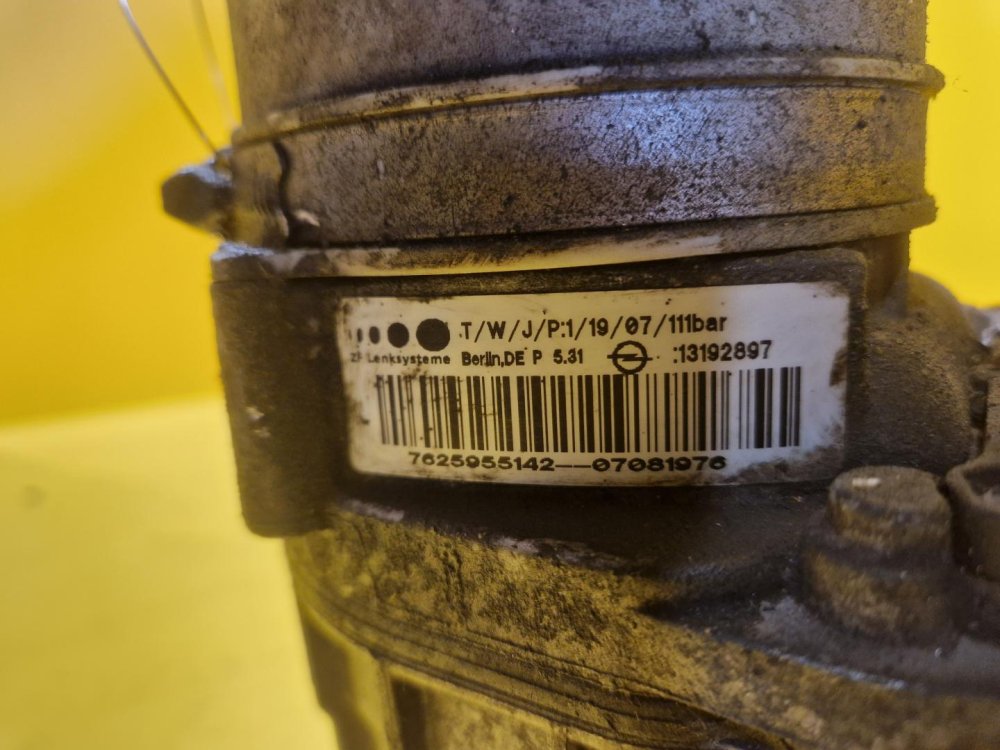 T/W/J/P:1/19/07/111bar
ZF Lenksysteme Berlin,DE P 5.31 :13192897
7625955142--07081976